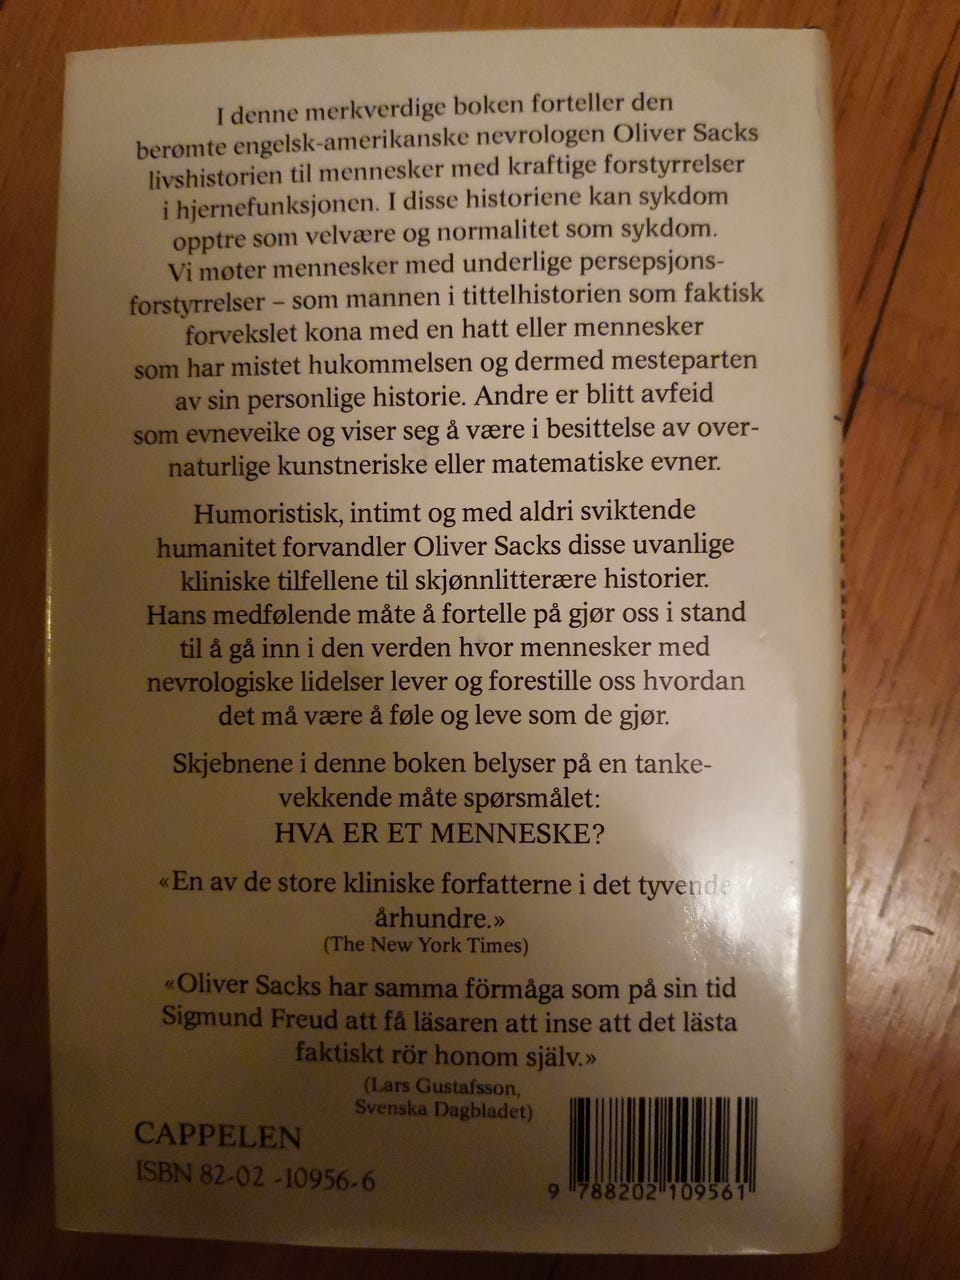 I denne merkverdige boken forteller den
berømte engelsk-amerikanske nevrologen Oliver Sacks
livshistorien til mennesker med kraftige forstyrrelser
i hjernefunksjonen. I disse historiene kan sykdom
opptre som velvære og normalitet som sykdom.
Vi møter mennesker med underlige persepsjons-
forstyrrelser – som mannen i tittelhistorien som faktisk
forvekslet kona med en hatt eller mennesker
som har mistet hukommelsen og dermed mesteparten
av sin personlige historie. Andre er blitt avfeid
som evneveike og viser seg å være i besittelse av over-
naturlige kunstneriske eller matematiske evner.
Humoristisk, intimt og med aldri sviktende
humanitet forvandler Oliver Sacks disse uvanlige
kliniske tilfellene til skjønnlitterære historier.
Hans medfølende måte å fortelle på gjør oss i stand
til å gå inn i den verden hvor mennesker med
nevrologiske lidelser lever og forestille oss hvordan
det må være å føle og leve som de gjør.
Skjebnene i denne boken belyser på en tanke-
vekkende måte spørsmålet:
HVA ER ET MENNESKE?
«En av de store kliniske forfatterne i det tyvende
århundre.»
(The New York Times)
«Oliver Sacks har samma förmåga som på sin tid
Sigmund Freud att få läsaren att inse att det lästa
faktiskt rör honom själv.»
(Lars Gustafsson,
Svenska Dagbladet)
CAPPELEN
ISBN 82-02 -10956-6
9 788202 109561